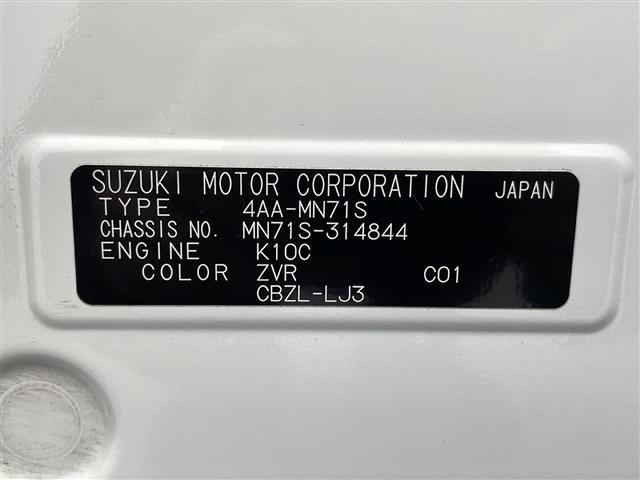 SUZUKI MOTOR CORPORATION JAPAN
TYPE 4AA-MN71S
CHASSIS NO. MN71S-314844
ENGINE K10C
COLOR ZVR C01
CBZL-LJ3